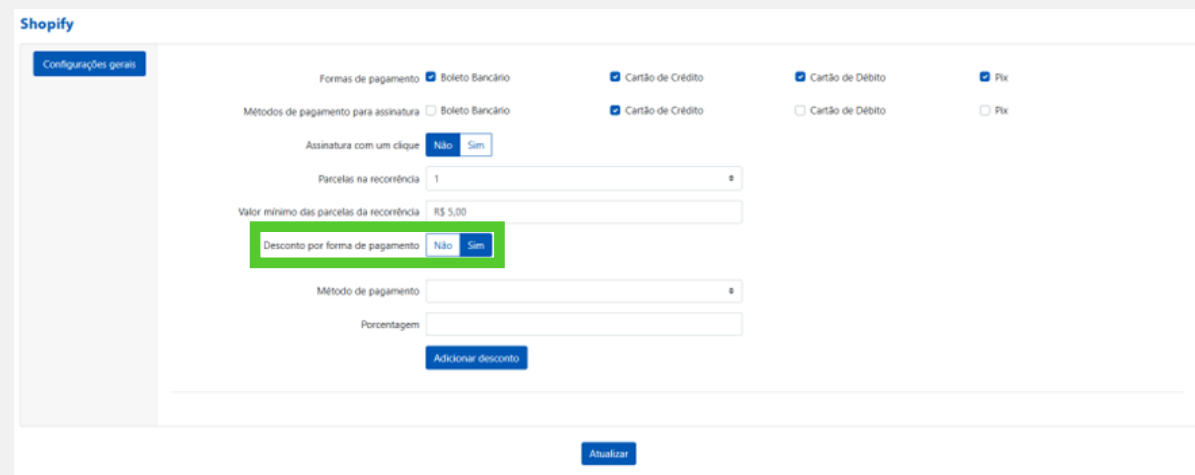 Shopify
Configurações gerais
Formas de pagamento Boleto Bancário Cartão de Crédito Cartão de Débito Pix
Métodos de pagamento para assinatura Boleto Bancário Cartão de Crédito Cartão de Débito Pix
Assinatura com um clique Não Sim
Parcelas na recorrência 1
Valor mínimo das parcelas da recorrência R$ 5,00
Desconto por forma de pagamento Não Sim
Método de pagamento
Porcentagem
Adicionar desconto
Atualizar